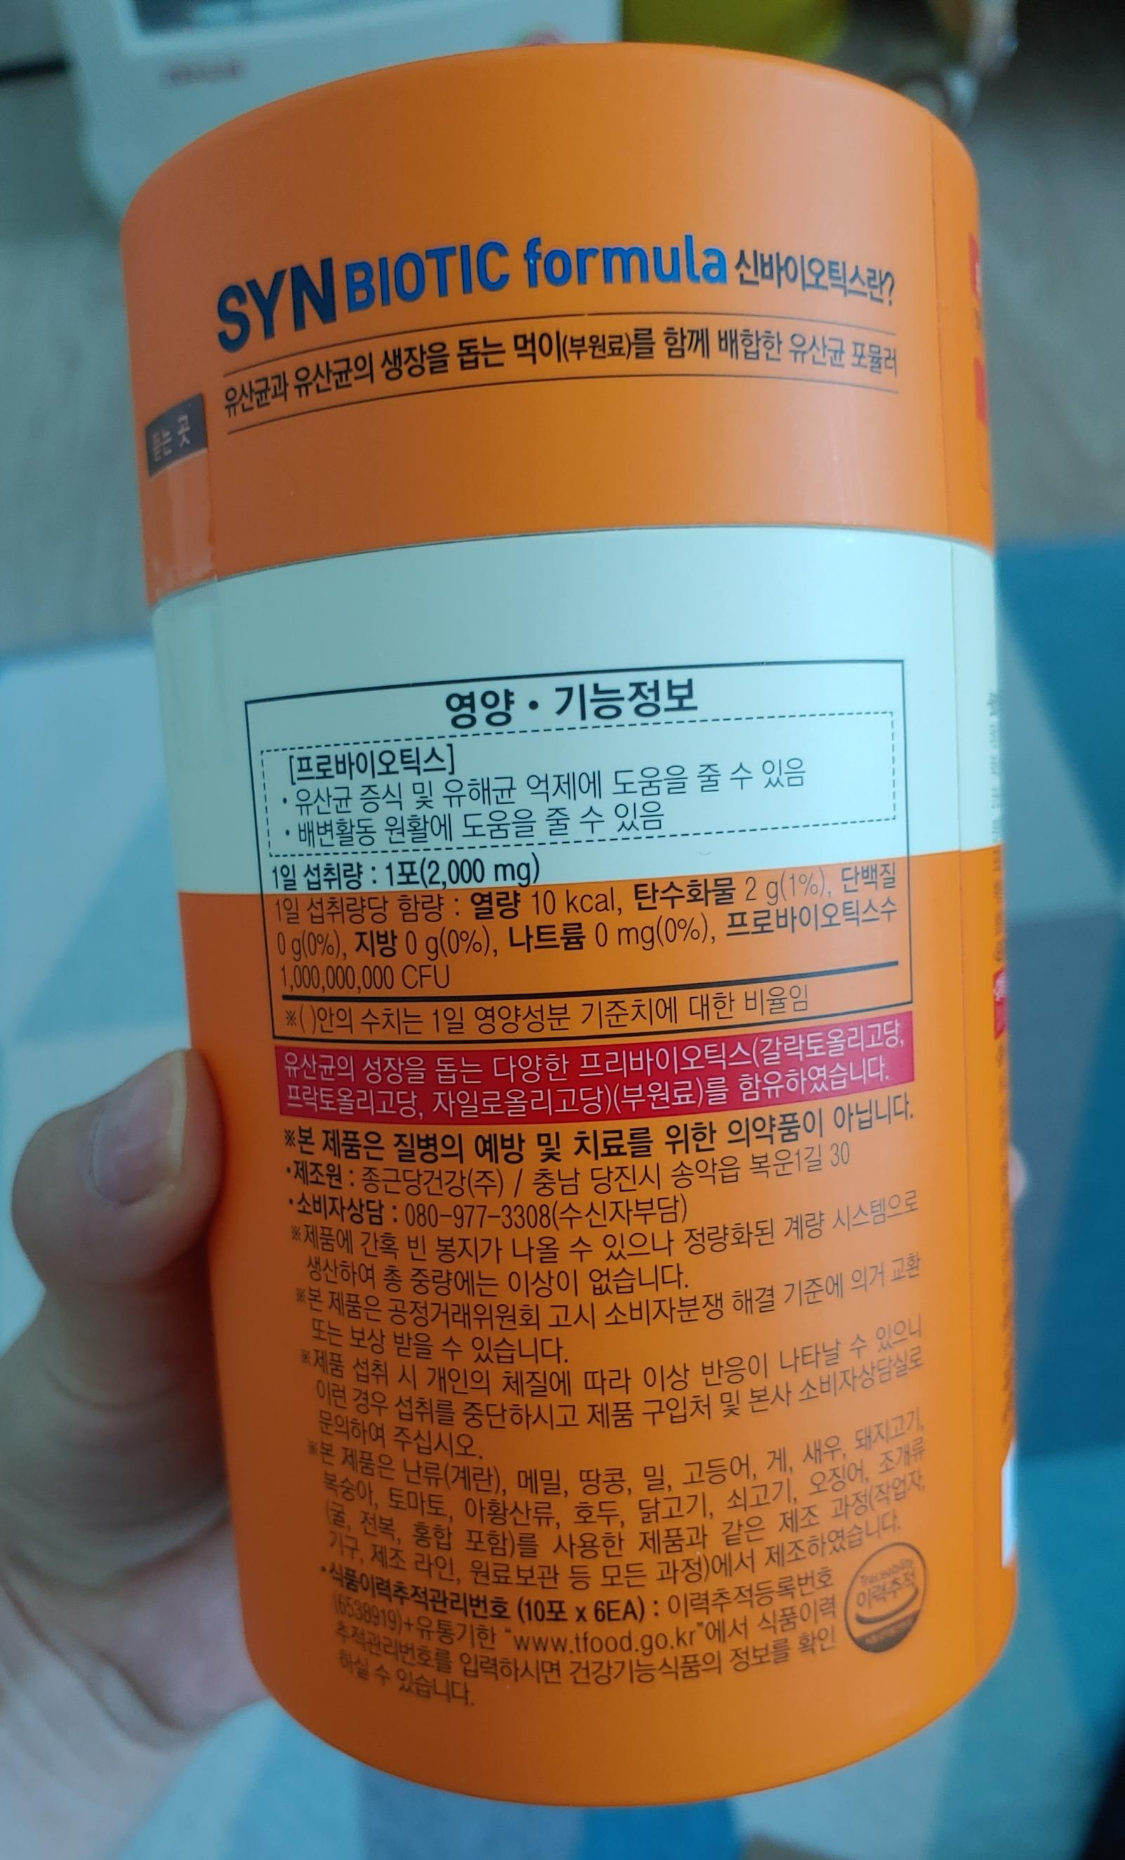 SYNBIOTIC formula 신바이오틱스란?
유산균과 유산균의 생장을 돕는 먹이(부원료)를 함께 배합한 유산균 포뮬러
뜯는 곳
영양 • 기능정보
[프로바이오틱스]
• 유산균 증식 및 유해균 억제에 도움을 줄 수 있음
• 배변활동 원활에 도움을 줄 수 있음
1일 섭취량 : 1포(2,000 mg)
1일 섭취량당 함량 : 열량 10 kcal, 탄수화물 2 g(1%), 단백질
0 g(0%), 지방 0 g(0%), 나트륨 0 mg(0%), 프로바이오틱스수
1,000,000,000 CFU
※( )안의 수치는 1일 영양성분 기준치에 대한 비율임
유산균의 성장을 돕는 다양한 프리바이오틱스(갈락토올리고당,
프락토올리고당, 자일로올리고당)(부원료)를 함유하였습니다.
※본 제품은 질병의 예방 및 치료를 위한 의약품이 아닙니다.
•제조원 : 종근당건강(주) / 충남 당진시 송악읍 복운1길 30
•소비자상담 : 080-977-3308(수신자부담)
※제품에 간혹 빈 봉지가 나올 수 있으나 정량화된 계량 시스템으로
생산하여 총 중량에는 이상이 없습니다.
※본 제품은 공정거래위원회 고시 소비자분쟁 해결 기준에 의거 교환
또는 보상 받을 수 있습니다.
※제품 섭취 시 개인의 체질에 따라 이상 반응이 나타날 수 있으니
이런 경우 섭취를 중단하시고 제품 구입처 및 본사 소비자상담실로
문의하여 주십시오.
※본 제품은 난류(계란), 메밀, 땅콩, 밀, 고등어, 게, 새우, 돼지고기,
복숭아, 토마토, 아황산류, 호두, 닭고기, 쇠고기, 오징어, 조개류
(굴, 전복, 홍합 포함)를 사용한 제품과 같은 제조 과정(작업자,
기구, 제조 라인, 원료보관 등 모든 과정)에서 제조하였습니다.
•식품이력추적관리번호 (10포 x 6EA) : 이력추적등록번호
(6538919)+유통기한 "www.tfood.go.kr"에서 식품이력
추적관리번호를 입력하시면 건강기능식품의 정보를 확인
하실 수 있습니다.
Traceability
이력추적